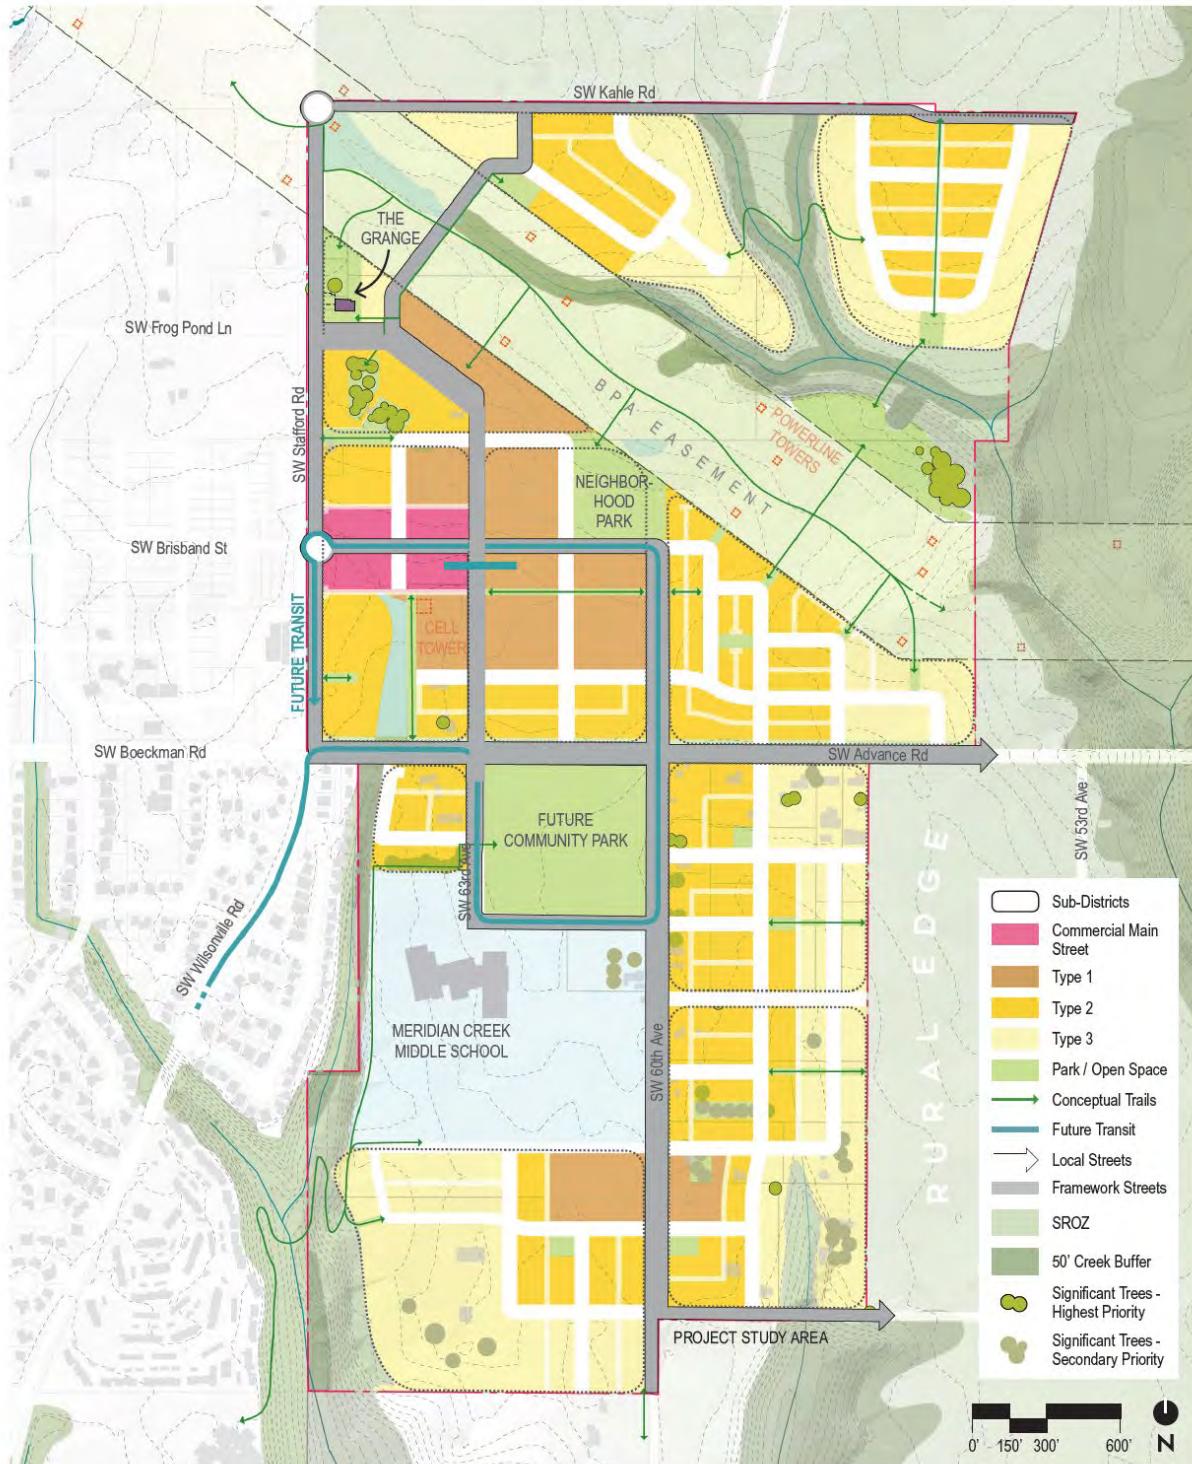 SW Kahle Rd
THE
GRANGE
SW Frog Pond Ln
SW Stafford Rd
BPA EASEMENT
POWERLINE
TOWERS
NEIGHBOR-
HOOD
PARK
SW Brisband St
FUTURE TRANSIT
CELL
TOWER
SW Boeckman Rd
SW Advance Rd
FUTURE
COMMUNITY PARK
SW 63rd Ave
SW 53rd Ave
SW Wilsonville Rd
RURAL EDGE
MERIDIAN CREEK
MIDDLE SCHOOL
SW 60th Ave
PROJECT STUDY AREA
Sub-Districts
Commercial Main
Street
Type 1
Type 2
Type 3
Park / Open Space
Conceptual Trails
Future Transit
Local Streets
Framework Streets
SROZ
50' Creek Buffer
Significant Trees -
Highest Priority
Significant Trees -
Secondary Priority
0' 150' 300' 600'
N